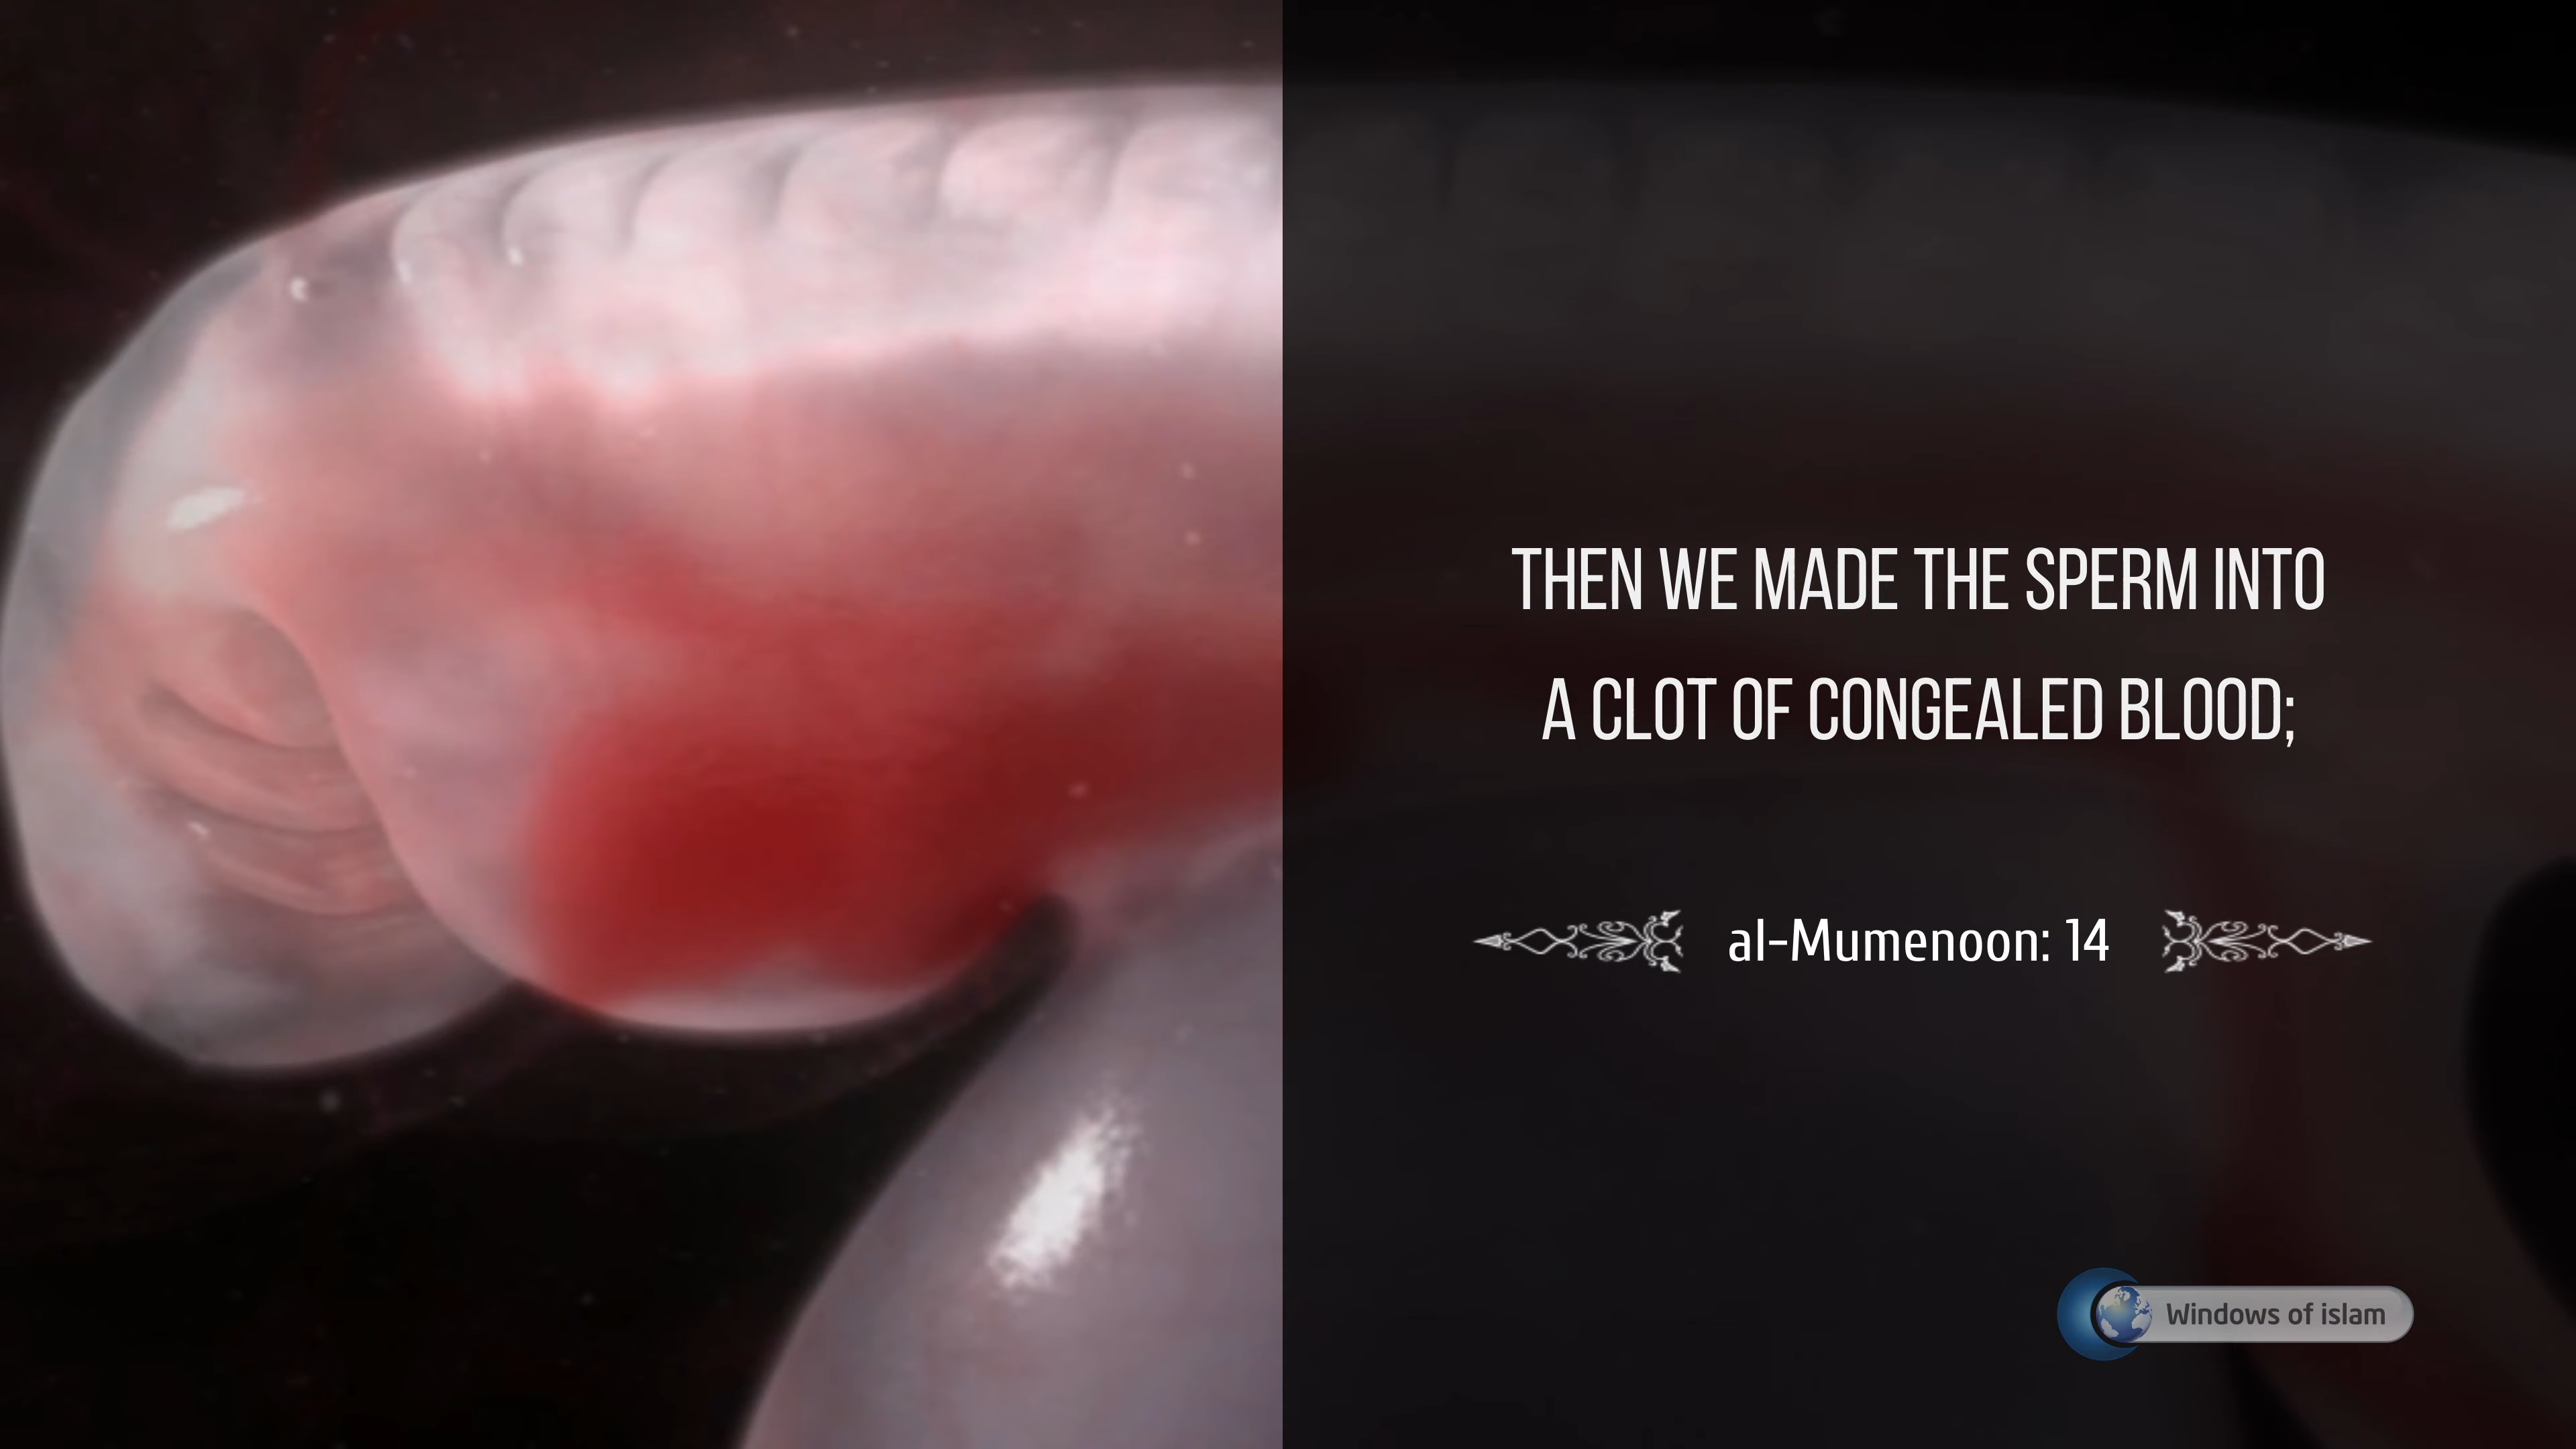 THEN WE MADE THE SPERM INTO
A CLOT OF CONGEALED BLOOD;
al-Mumenoon: 14
Windows of islam